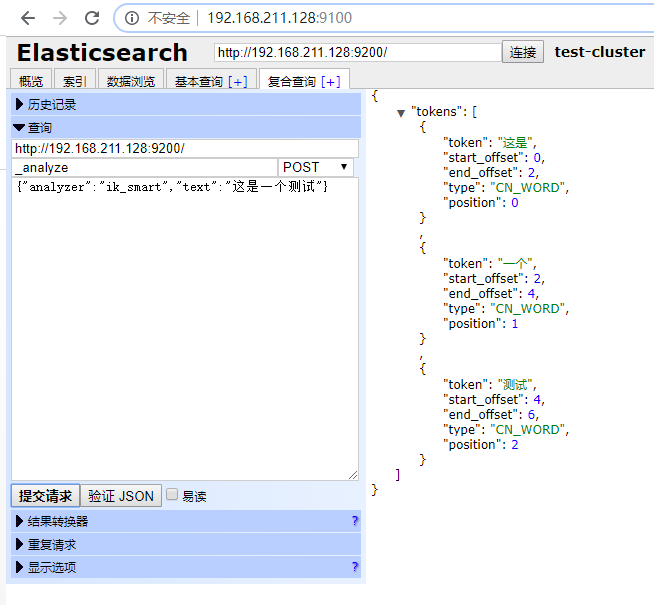 不安全 192.168.211.128:9100
Elasticsearch http://192.168.211.128:9200/ 连接 test-cluster
概览 索引 数据浏览 基本查询 [+] 复合查询 [+]
历史记录
查询
http://192.168.211.128:9200/
_analyze POST
{"analyzer":"ik_smart","text":"这是一个测试"}
提交请求 验证 JSON 易读
结果转换器 ?
重复请求
显示选项 ?
{
"tokens": [
{
"token": "这是",
"start_offset": 0,
"end_offset": 2,
"type": "CN_WORD",
"position": 0
}
,
{
"token": "一个",
"start_offset": 2,
"end_offset": 4,
"type": "CN_WORD",
"position": 1
}
,
{
"token": "测试",
"start_offset": 4,
"end_offset": 6,
"type": "CN_WORD",
"position": 2
}
]
}